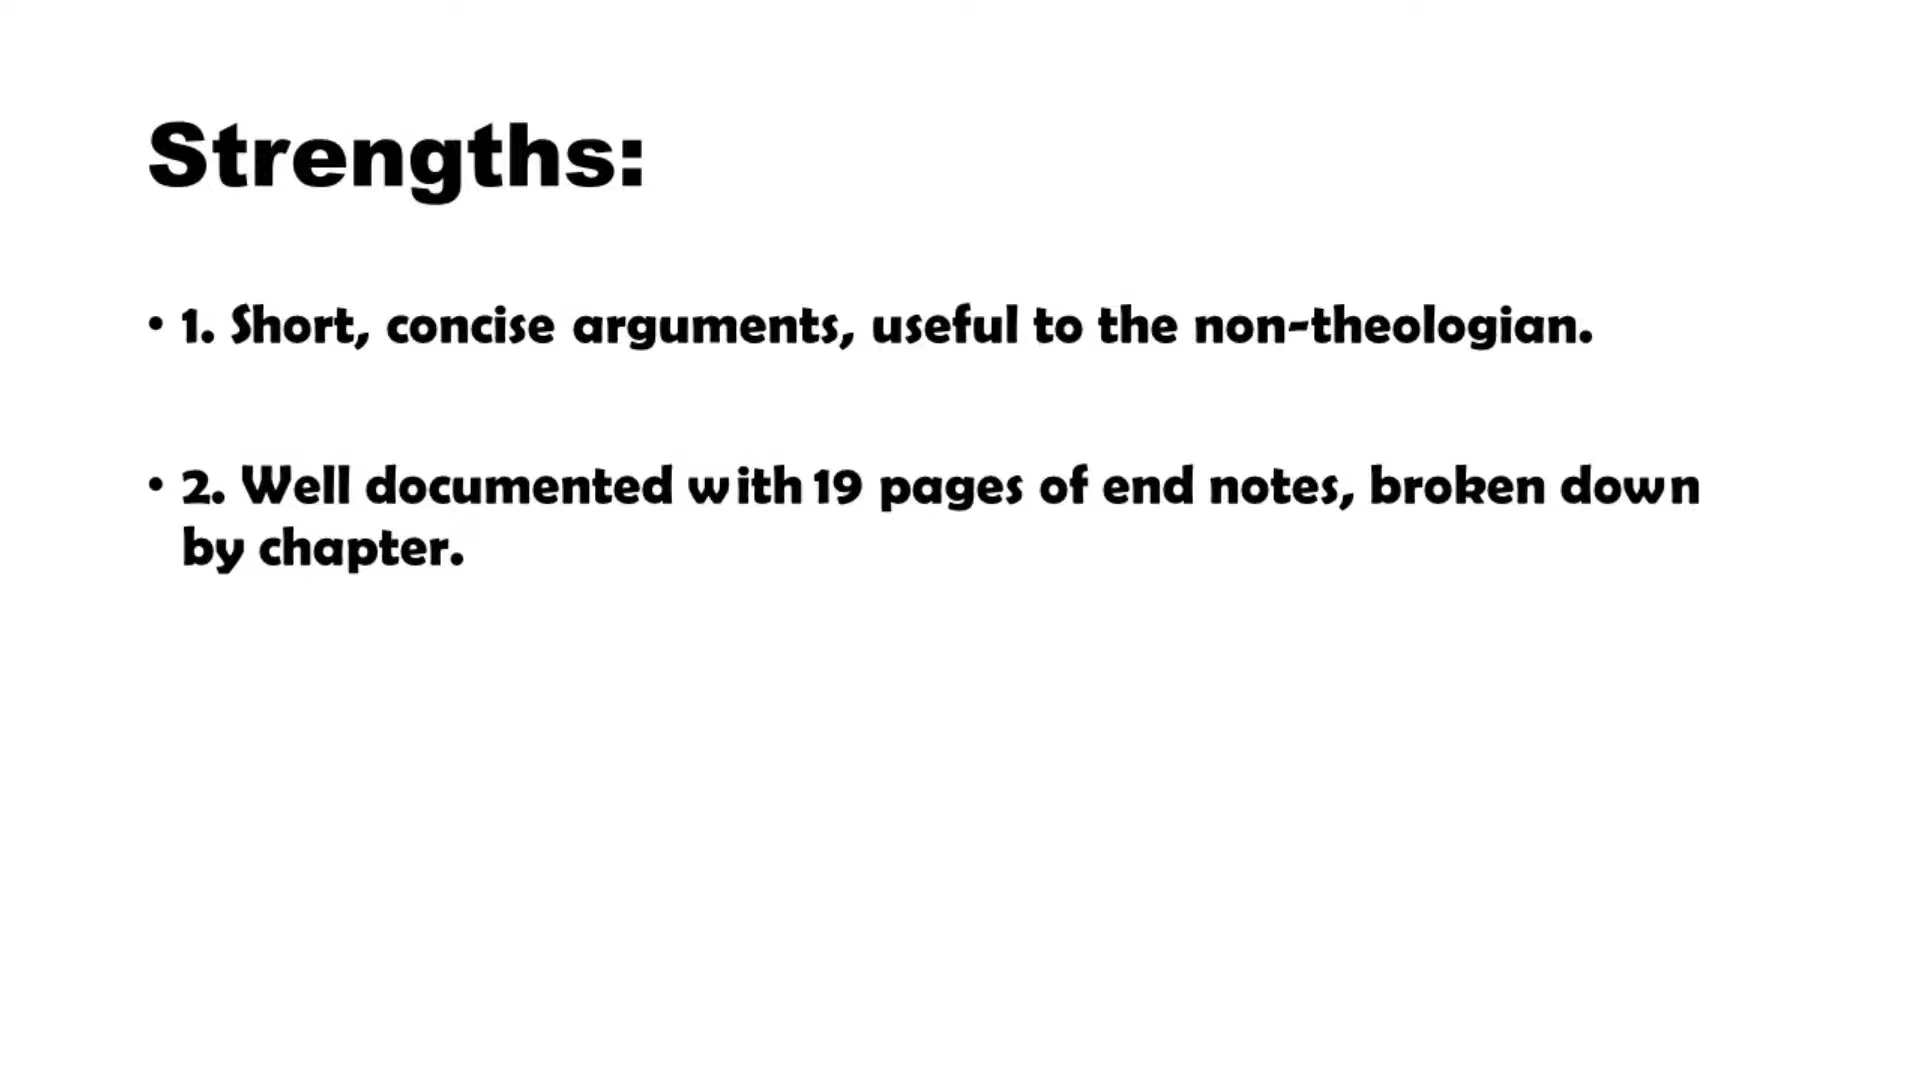 Strengths:
• 1. Short, concise arguments, useful to the non-theologian.
• 2. Well documented with 19 pages of end notes, broken down
by chapter.